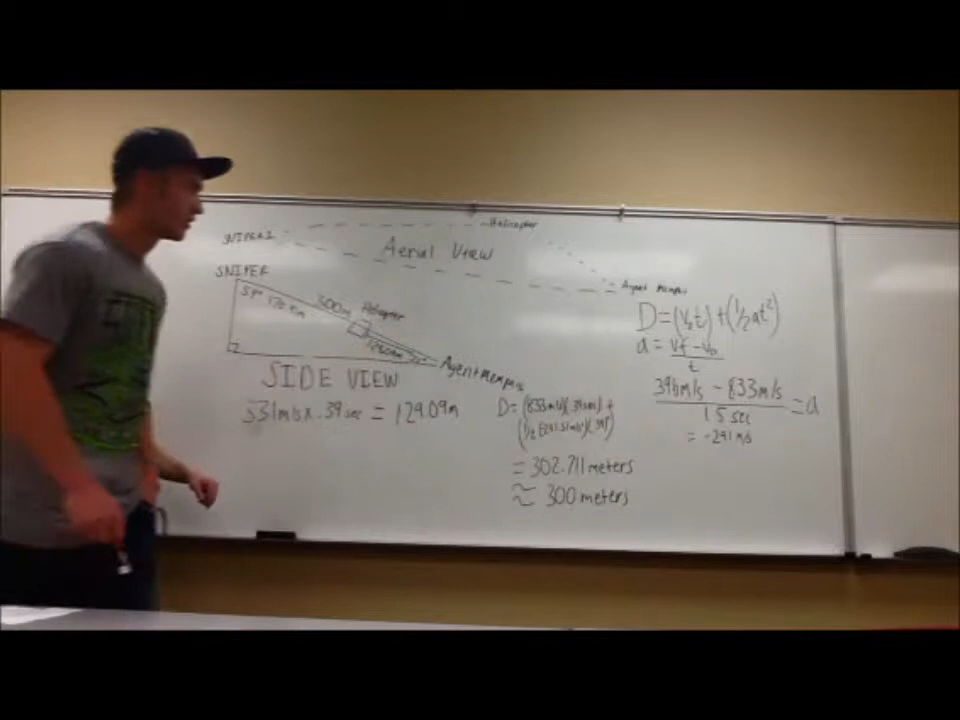 Helicopter
SNIPER
Aerial View
SNIPER
Agent Memphis
300m
Helicopter
D = (V₀t) + (½at²)
a = Vf - V₀
t
Agent Memphis
SIDE VIEW
396m/s - 833m/s = a
1.5 sec
= -291 m/s
331m/s x .39 sec = 129.09m
= 302.711 meters
≈ 300 meters